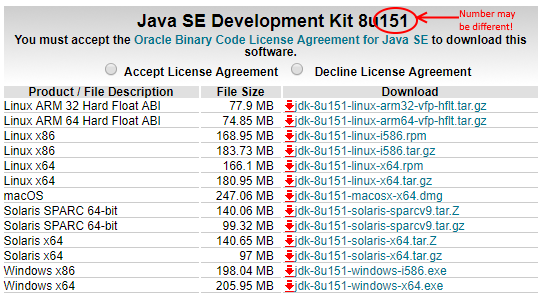 Java SE Development Kit 8u151
Number may
be different!
You must accept the Oracle Binary Code License Agreement for Java SE to download this
software.
Accept License Agreement Decline License Agreement
Product / File Description File Size Download
Linux ARM 32 Hard Float ABI 77.9 MB jdk-8u151-linux-arm32-vfp-hflt.tar.gz
Linux ARM 64 Hard Float ABI 74.85 MB jdk-8u151-linux-arm64-vfp-hflt.tar.gz
Linux x86 168.95 MB jdk-8u151-linux-i586.rpm
Linux x86 183.73 MB jdk-8u151-linux-i586.tar.gz
Linux x64 166.1 MB jdk-8u151-linux-x64.rpm
Linux x64 180.95 MB jdk-8u151-linux-x64.tar.gz
macOS 247.06 MB jdk-8u151-macosx-x64.dmg
Solaris SPARC 64-bit 140.06 MB jdk-8u151-solaris-sparcv9.tar.Z
Solaris SPARC 64-bit 99.32 MB jdk-8u151-solaris-sparcv9.tar.gz
Solaris x64 140.65 MB jdk-8u151-solaris-x64.tar.Z
Solaris x64 97 MB jdk-8u151-solaris-x64.tar.gz
Windows x86 198.04 MB jdk-8u151-windows-i586.exe
Windows x64 205.95 MB jdk-8u151-windows-x64.exe